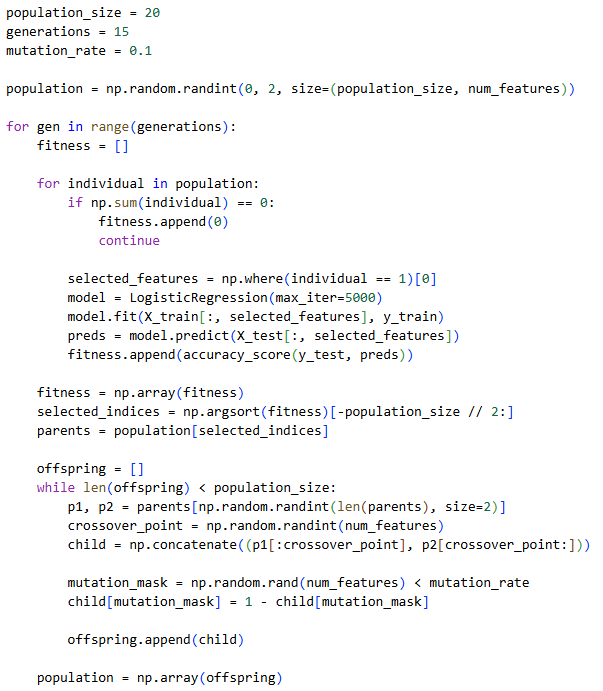 population_size = 20
generations = 15
mutation_rate = 0.1

population = np.random.randint(0, 2, size=(population_size, num_features))

for gen in range(generations):
    fitness = []

    for individual in population:
        if np.sum(individual) == 0:
            fitness.append(0)
            continue

        selected_features = np.where(individual == 1)[0]
        model = LogisticRegression(max_iter=5000)
        model.fit(X_train[:, selected_features], y_train)
        preds = model.predict(X_test[:, selected_features])
        fitness.append(accuracy_score(y_test, preds))

    fitness = np.array(fitness)
    selected_indices = np.argsort(fitness)[-population_size // 2:]
    parents = population[selected_indices]

    offspring = []
    while len(offspring) < population_size:
        p1, p2 = parents[np.random.randint(len(parents), size=2)]
        crossover_point = np.random.randint(num_features)
        child = np.concatenate((p1[:crossover_point], p2[crossover_point:]))

        mutation_mask = np.random.rand(num_features) < mutation_rate
        child[mutation_mask] = 1 - child[mutation_mask]

        offspring.append(child)

    population = np.array(offspring)